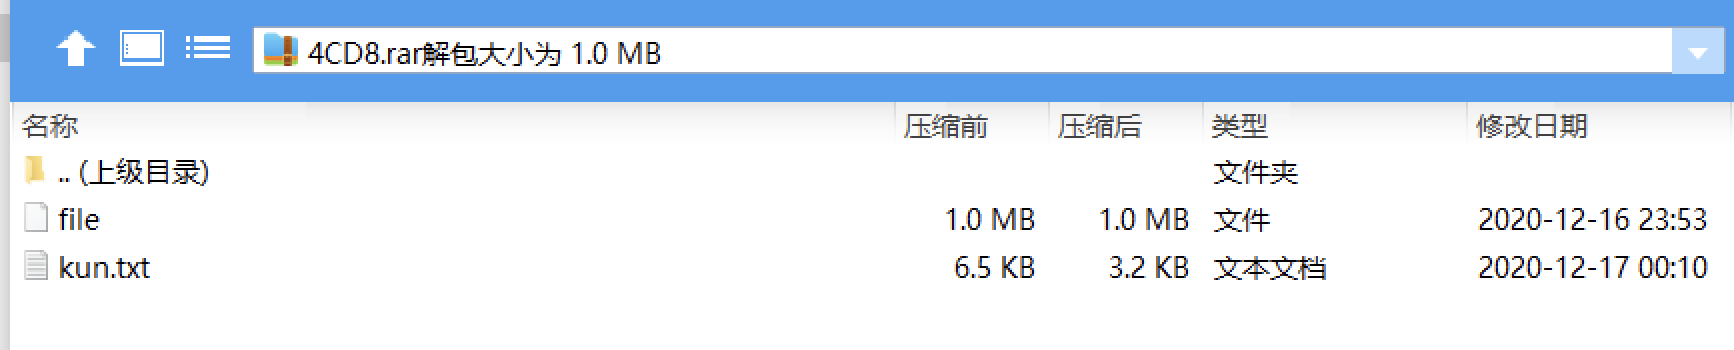 4CD8.rar解包大小为 1.0 MB
名称 压缩前 压缩后 类型 修改日期
.. (上级目录) 文件夹
file 1.0 MB 1.0 MB 文件 2020-12-16 23:53
kun.txt 6.5 KB 3.2 KB 文本文档 2020-12-17 00:10